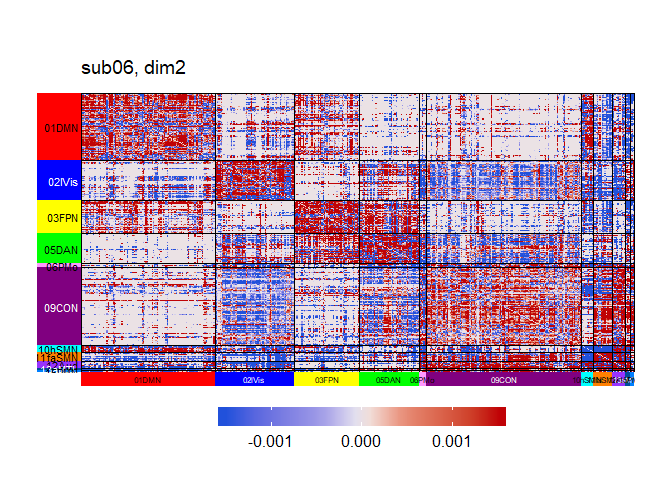 sub06, dim2
01DMN
02lVis
03FPN
05DAN
09CON
01DMN
02lVis
03FPN
05DAN
09CON
-0.001
0.000
0.001